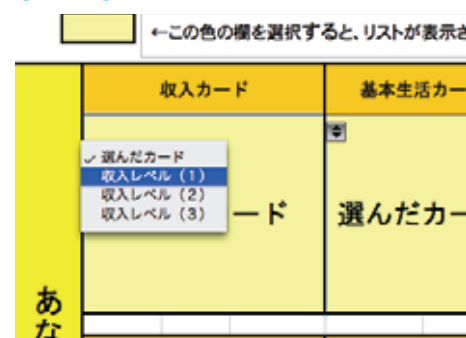 ←この色の欄を選択すると、リストが表示さ
収入カード
基本生活カー
✓ 選んだカード
収入レベル（1）
収入レベル（2）
収入レベル（3）
ード
選んだカー
あな